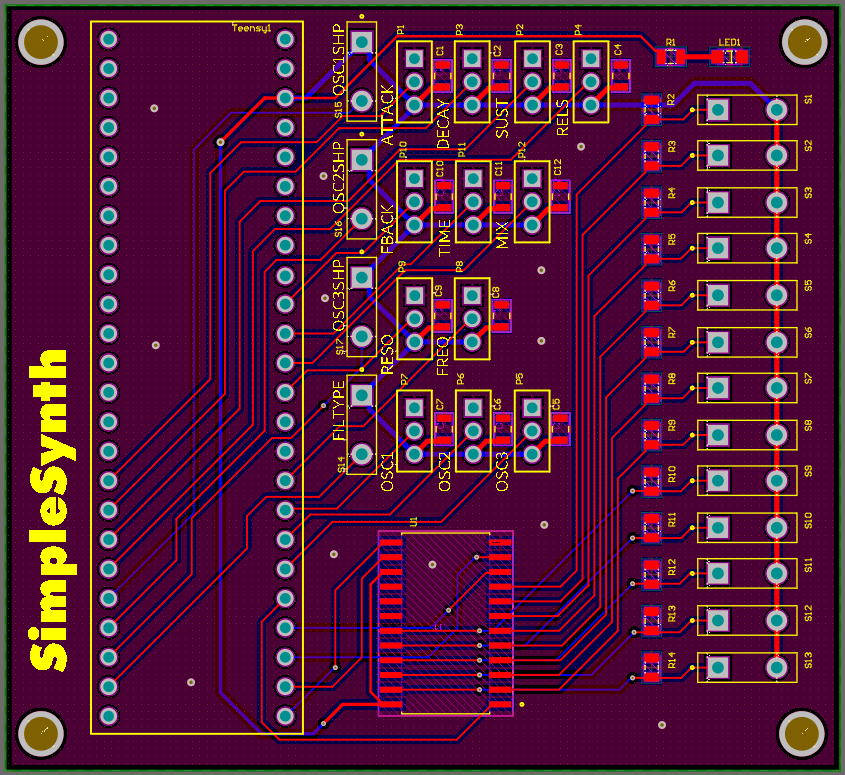 Teensy1
OSC1SHP
S15
P1
C1
P3
C2
P2
C3
P4
C4
R1
LED1
ATTACK
DECAY
SUST
RELS
R2
S1
R3
S2
OSC2SHP
S16
P10
C10
P11
C11
P12
C12
FBACK
TIME
MIX
R4
S3
R5
S4
OSC3SHP
S17
P9
C9
P8
C8
RESO
FREQ
R6
S5
R7
S6
FILTYPE
S14
P7
C7
P6
C6
P5
C5
OSC1
OSC2
OSC3
R8
S7
R9
S8
R10
S9
SimpleSynth
U1
R11
S10
R12
S11
R13
S12
R14
S13